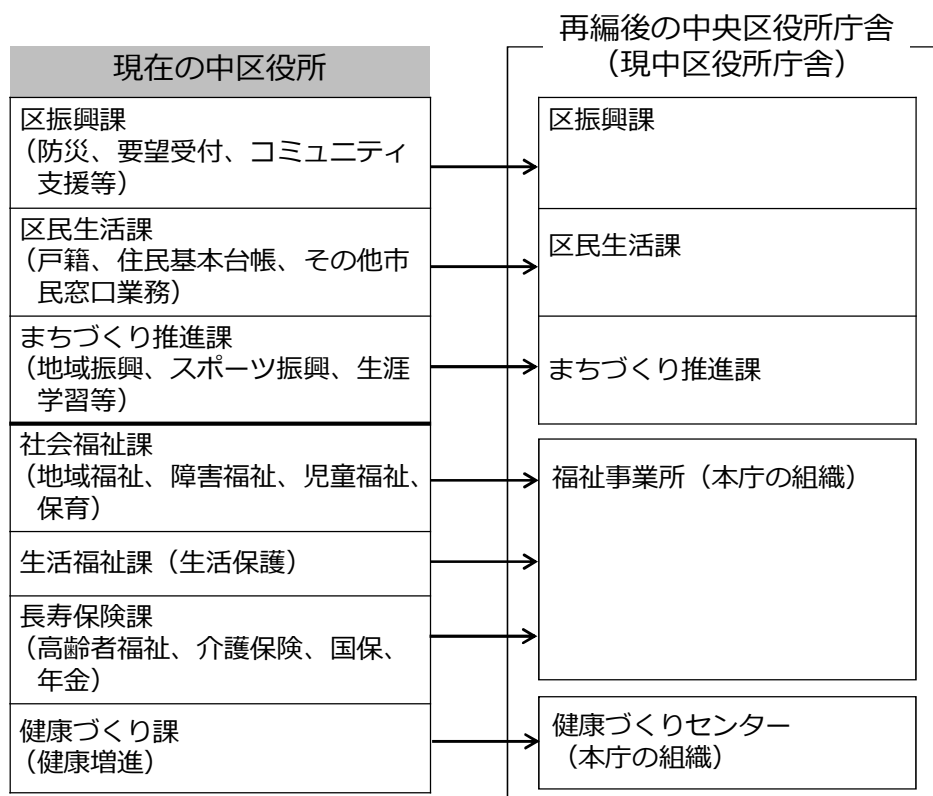 現在の中区役所
区振興課
（防災、要望受付、コミュニティ
支援等）
区民生活課
（戸籍、住民基本台帳、その他市
民窓口業務）
まちづくり推進課
（地域振興、スポーツ振興、生涯
学習等）
社会福祉課
（地域福祉、障害福祉、児童福祉、
保育）
生活福祉課（生活保護）
長寿保険課
（高齢者福祉、介護保険、国保、
年金）
健康づくり課
（健康増進）
再編後の中央区役所庁舎
（現中区役所庁舎）
区振興課
区民生活課
まちづくり推進課
福祉事業所（本庁の組織）
健康づくりセンター
（本庁の組織）